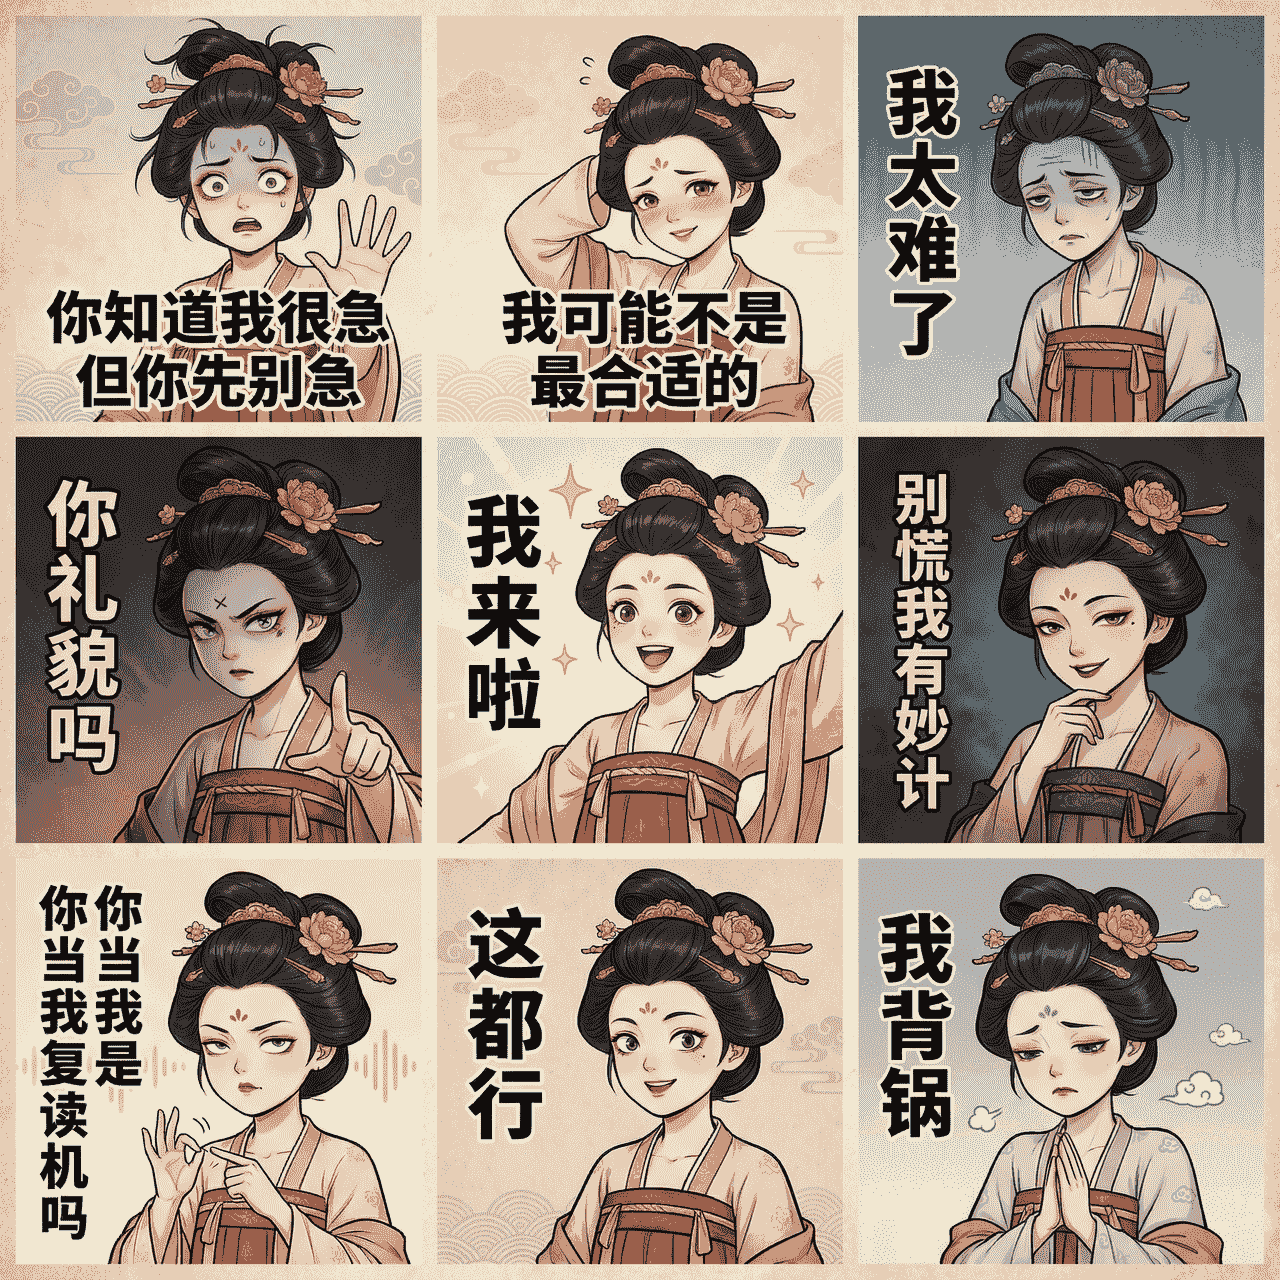 你知道我很急
但你先别急
我可能不是
最合适的
我太难了
你礼貌吗
我来啦
别慌我有妙计
你当我是
你当我复读机吗
这都行
我背锅